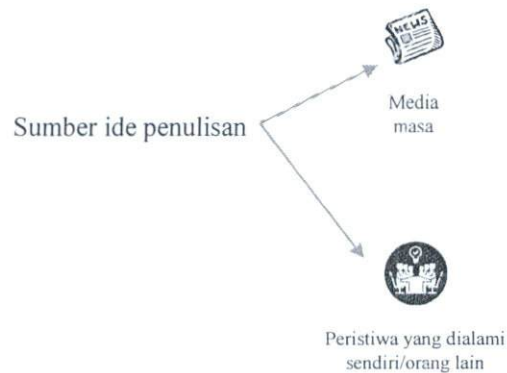 NEWS
Media
masa
Sumber ide penulisan
Peristiwa yang dialami
sendiri/orang lain